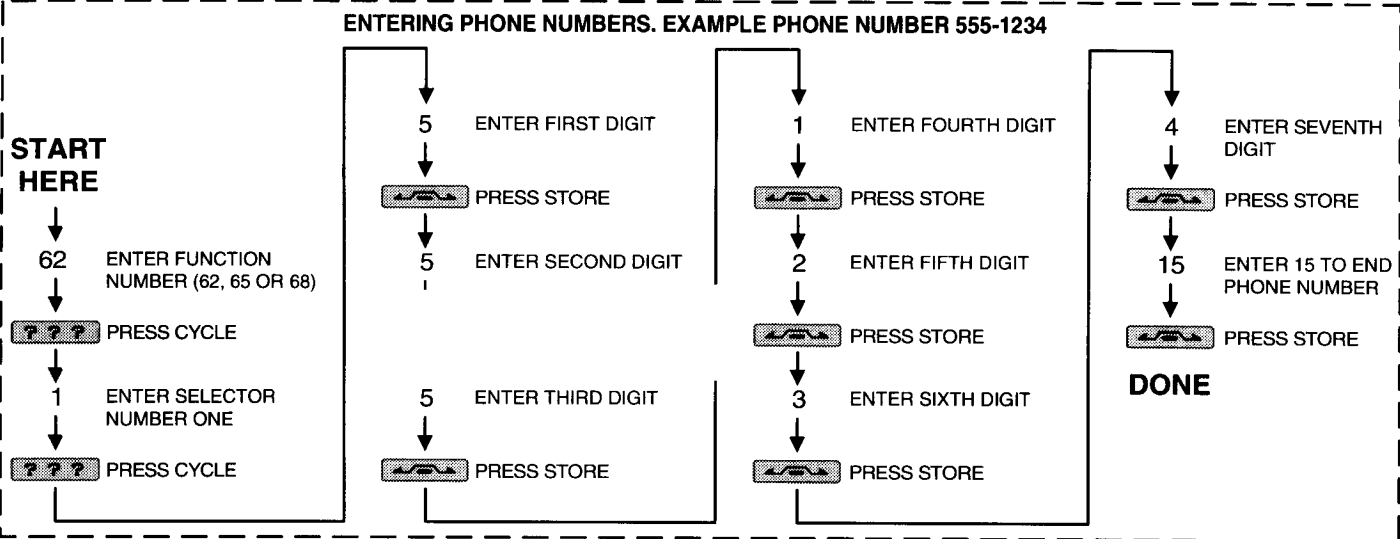 ENTERING PHONE NUMBERS. EXAMPLE PHONE NUMBER 555-1234
START
HERE
62
ENTER FUNCTION
NUMBER (62, 65 OR 68)
? ? ?
PRESS CYCLE
1
ENTER SELECTOR
NUMBER ONE
? ? ?
PRESS CYCLE
5
ENTER FIRST DIGIT
PRESS STORE
5
ENTER SECOND DIGIT
5
ENTER THIRD DIGIT
PRESS STORE
1
ENTER FOURTH DIGIT
PRESS STORE
2
ENTER FIFTH DIGIT
PRESS STORE
3
ENTER SIXTH DIGIT
PRESS STORE
4
ENTER SEVENTH
DIGIT
PRESS STORE
15
ENTER 15 TO END
PHONE NUMBER
PRESS STORE
DONE